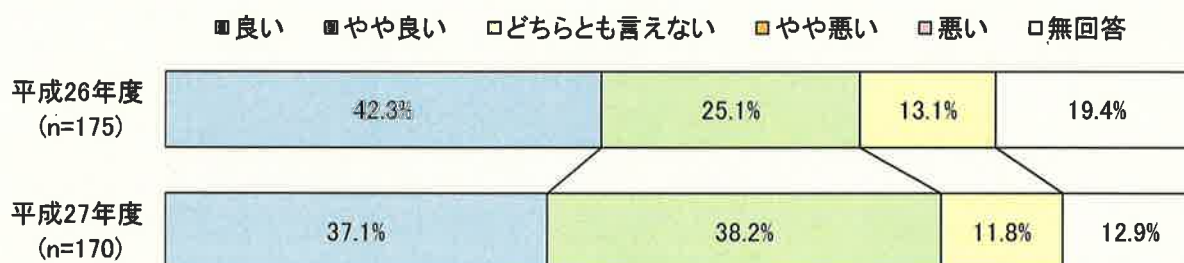 ■良い ■やや良い □どちらとも言えない ■やや悪い ■悪い □無回答
平成26年度
(n=175)
42.3% 25.1% 13.1% 19.4%
平成27年度
(n=170)
37.1% 38.2% 11.8% 12.9%